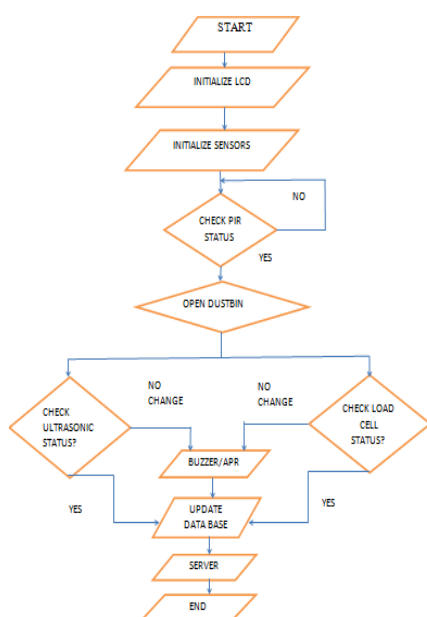 START
INITIALIZE LCD
INITIALIZE SENSORS
NO
CHECK PIR
STATUS
YES
OPEN DUSTBIN
NO
CHANGE
NO
CHANGE
CHECK
ULTRASONIC
STATUS?
CHECK LOAD
CELL
STATUS?
BUZZER/APR
YES
UPDATE
DATA BASE
YES
SERVER
END